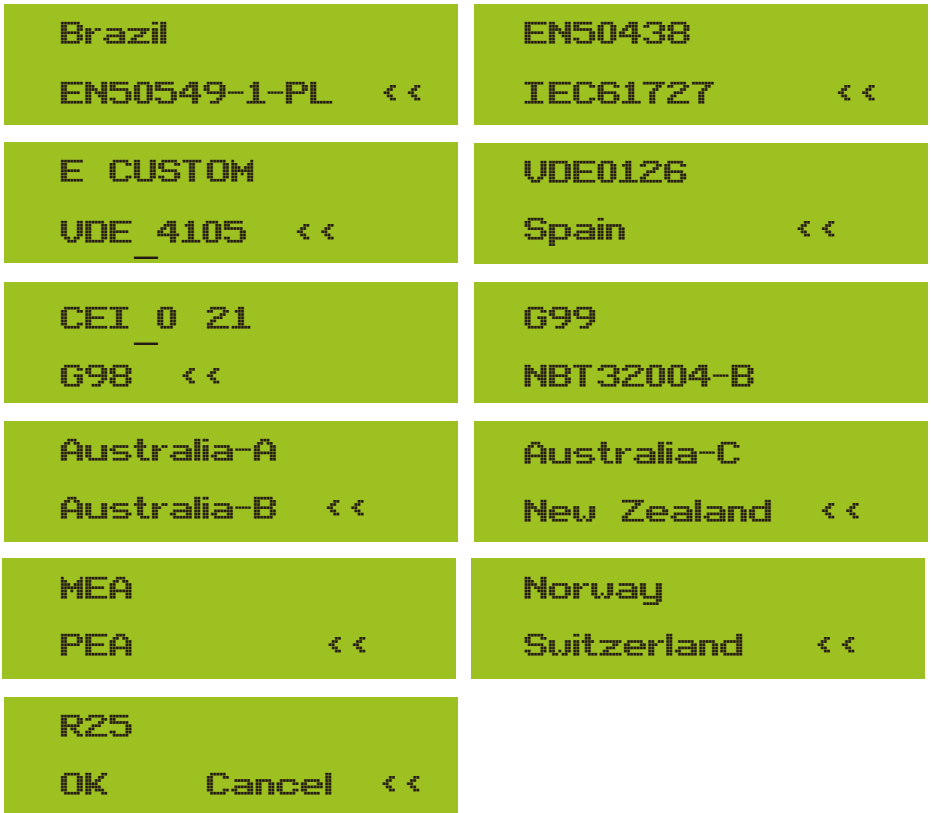 Brazil
EN50549-1-PL <<
EN50438
IEC61727 <<
E CUSTOM
VDE_4105 <<
VDE0126
Spain <<
CEI_0 21
G98 <<
G99
NBT32004-B
Australia-A
Australia-B <<
Australia-C
New Zealand <<
MEA
PEA <<
Norway
Switzerland <<
R25
OK Cancel <<